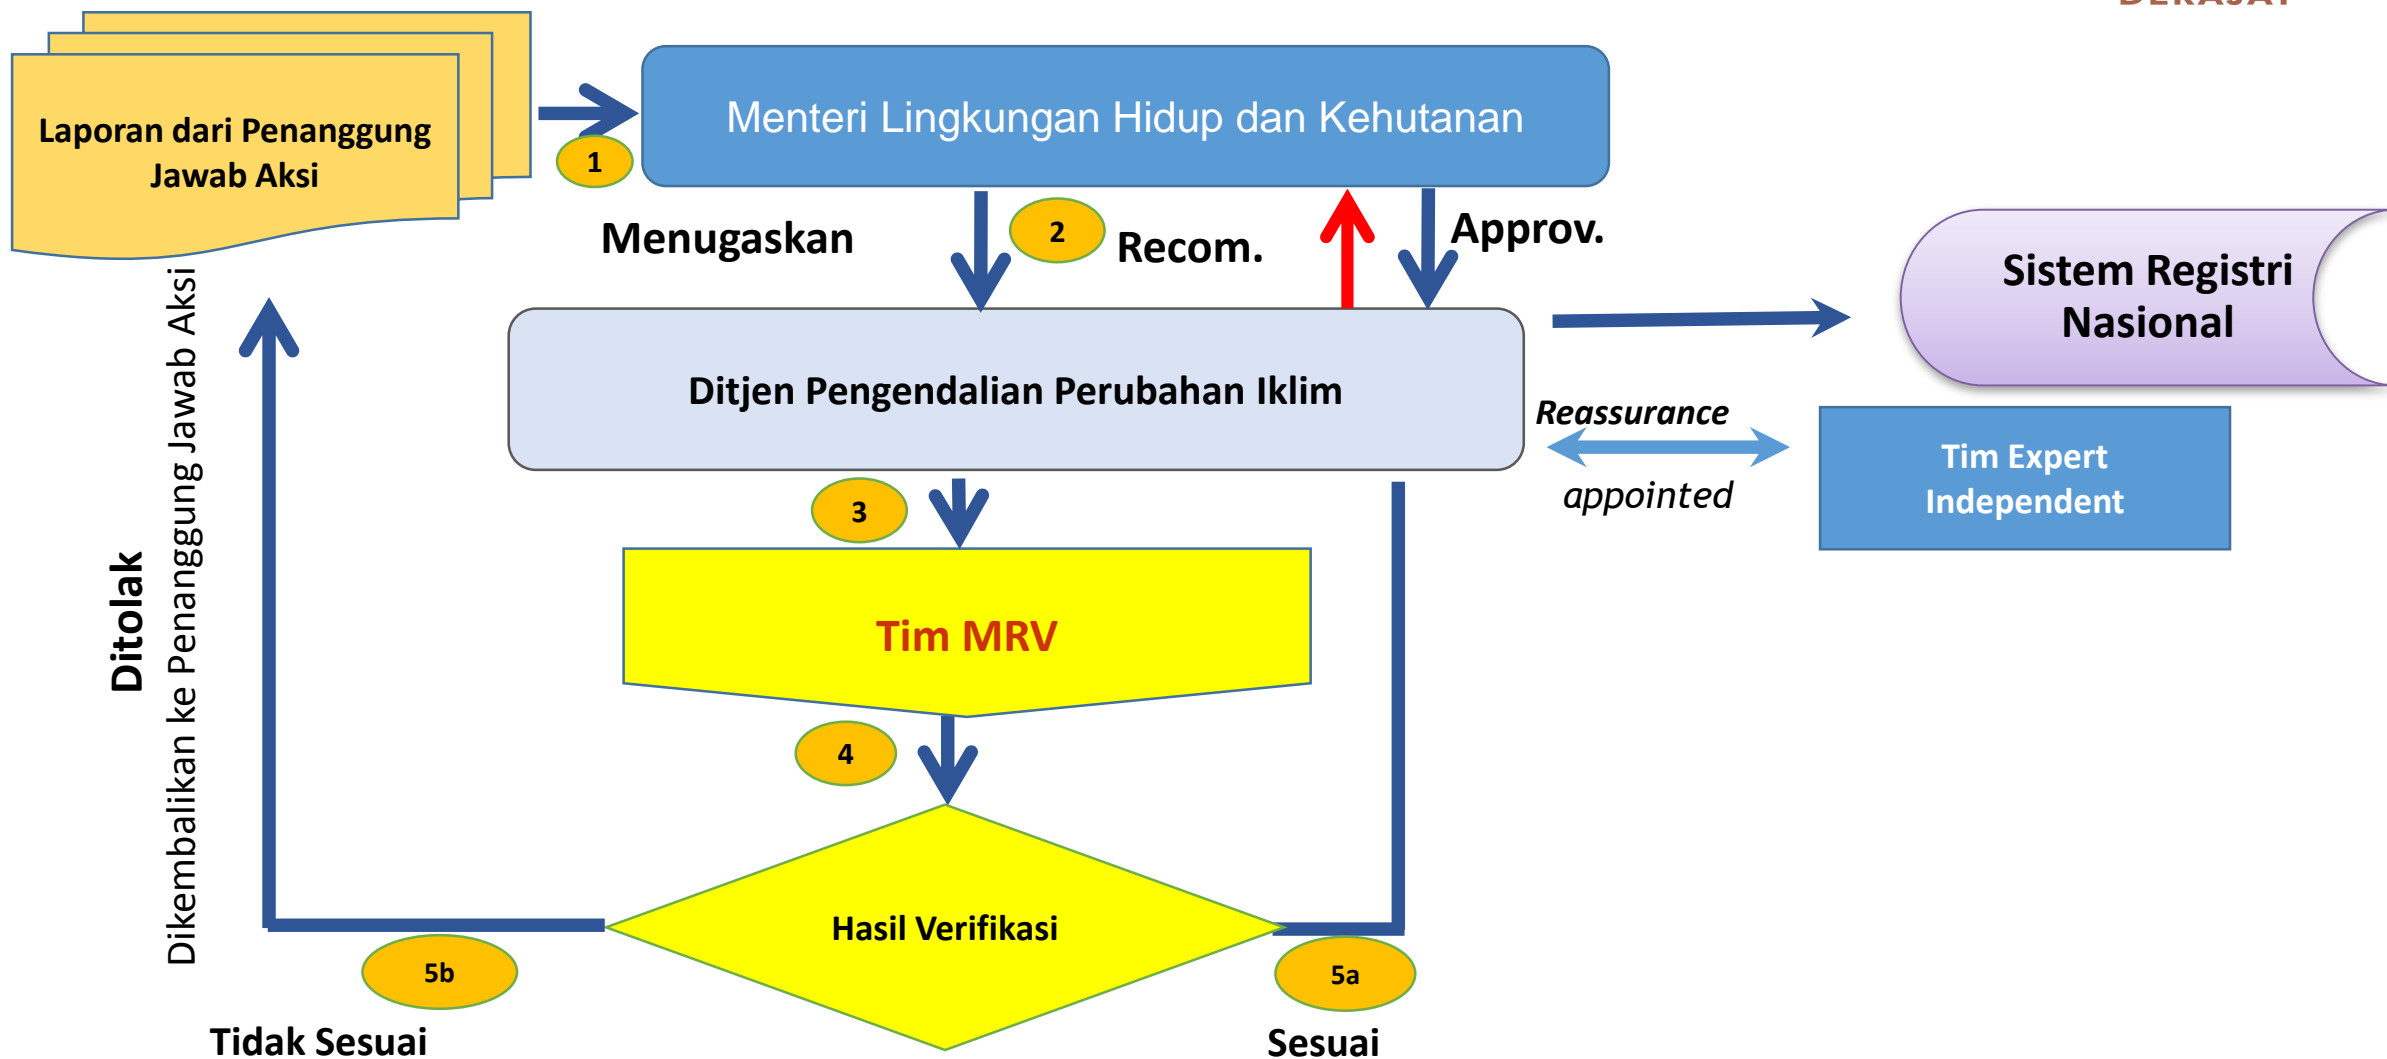 Laporan dari Penanggung
Jawab Aksi
1
Menteri Lingkungan Hidup dan Kehutanan
Menugaskan
2
Recom.
Approv.
Sistem Registri
Nasional
Ditjen Pengendalian Perubahan Iklim
Reassurance
appointed
Tim Expert
Independent
3
Tim MRV
4
Ditolak
Dikembalikan ke Penanggung Jawab Aksi
Hasil Verifikasi
5b
5a
Tidak Sesuai
Sesuai